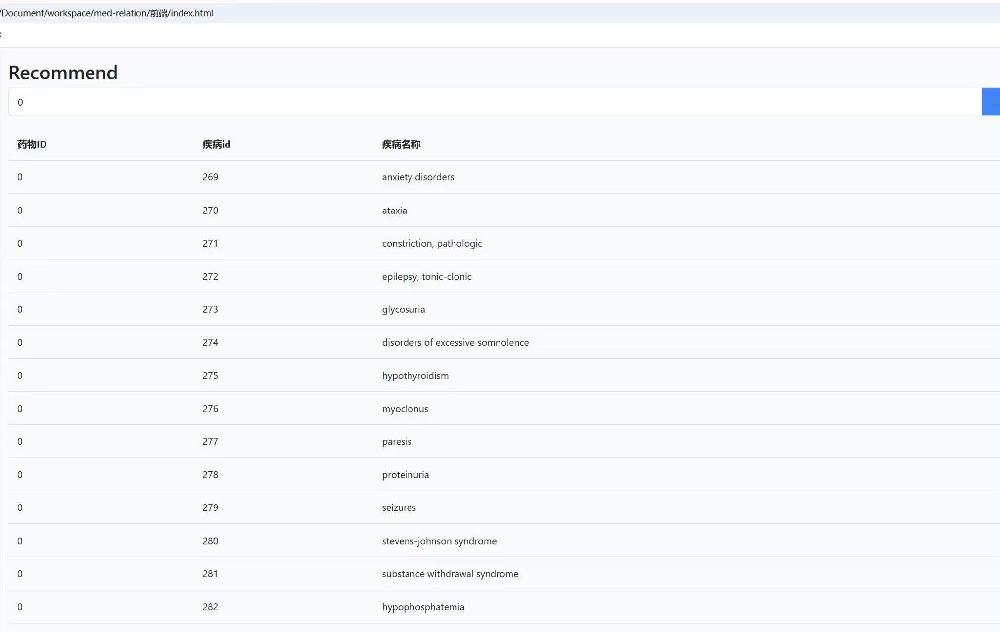 /Document/workspace/med-relation/前端/index.html
Recommend
0
药物ID 疾病id 疾病名称
0 269 anxiety disorders
0 270 ataxia
0 271 constriction, pathologic
0 272 epilepsy, tonic-clonic
0 273 glycosuria
0 274 disorders of excessive somnolence
0 275 hypothyroidism
0 276 myoclonus
0 277 paresis
0 278 proteinuria
0 279 seizures
0 280 stevens-johnson syndrome
0 281 substance withdrawal syndrome
0 282 hypophosphatemia